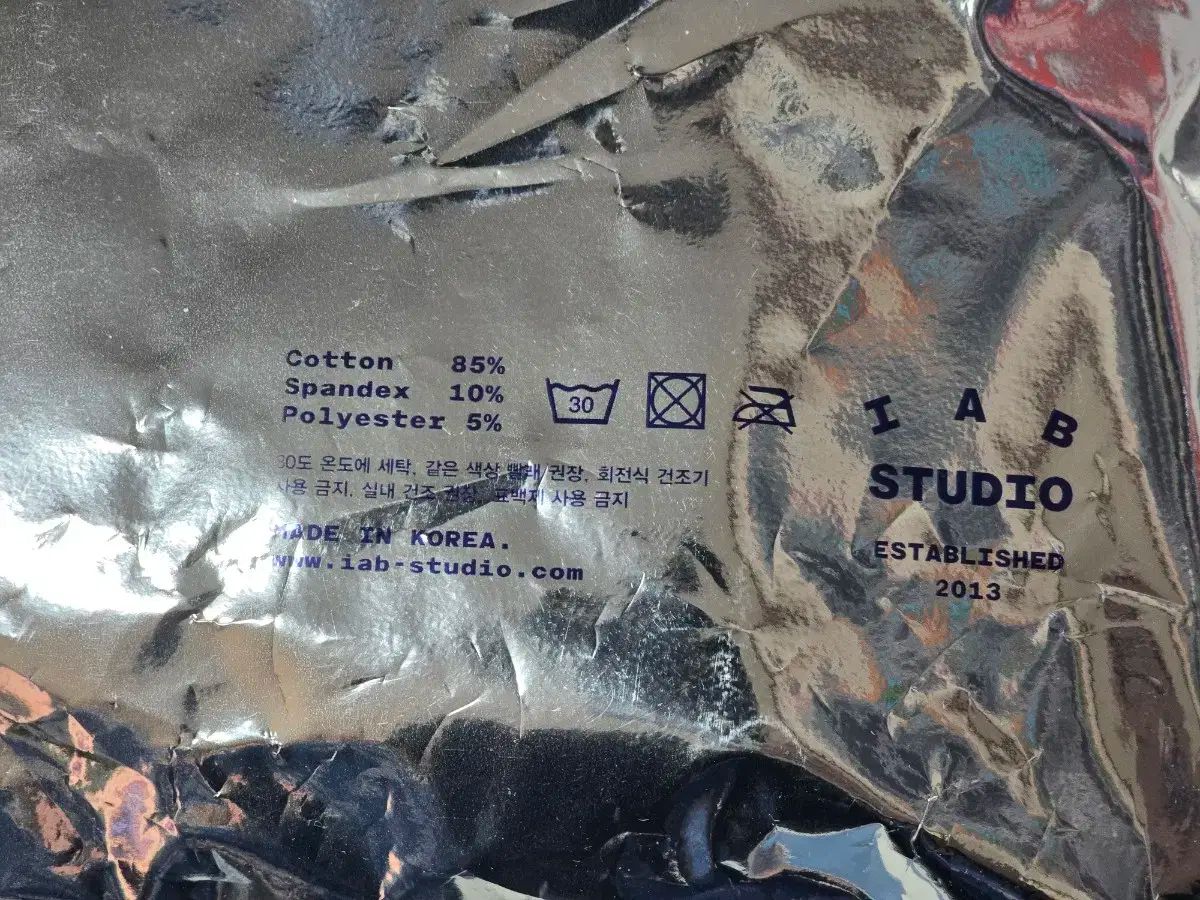 Cotton 85%
Spandex 10%
Polyester 5%
30
30도 온도에 세탁, 같은 색상 빨래 권장, 회전식 건조기
사용 금지, 실내 건조 권장, 표백제 사용 금지
MADE IN KOREA.
www.iab-studio.com
I A B
STUDIO
ESTABLISHED
2013